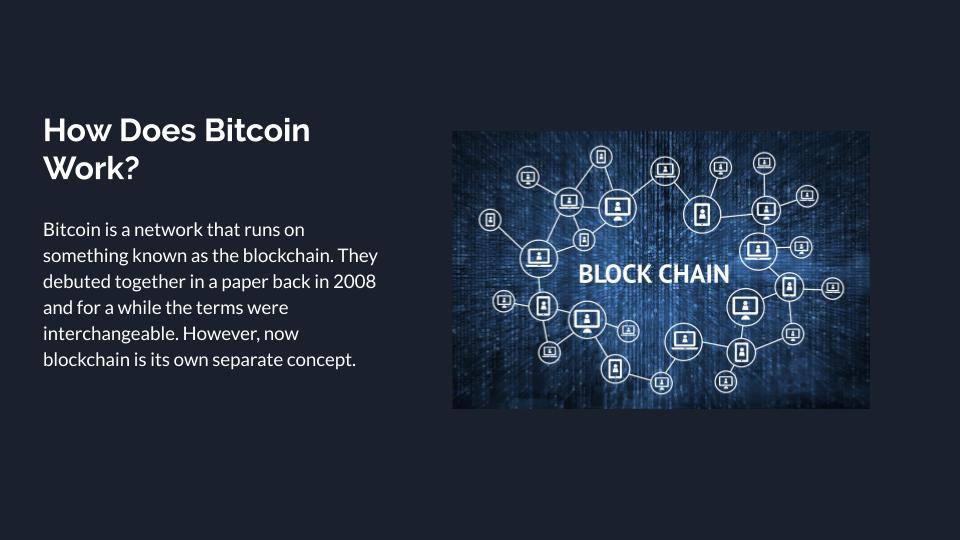 How Does Bitcoin
Work?
Bitcoin is a network that runs on
something known as the blockchain. They
debuted together in a paper back in 2008
and for a while the terms were
interchangeable. However, now
blockchain is its own separate concept.
BLOCK CHAIN